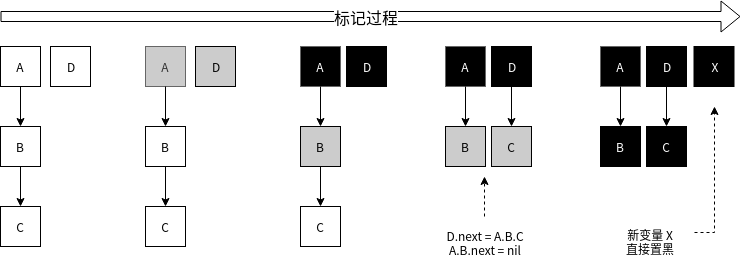 标记过程
A D A D A D A D A D X
B B B B C B C
C C C
D.next = A.B.C
A.B.next = nil
新变量 X
直接置黑